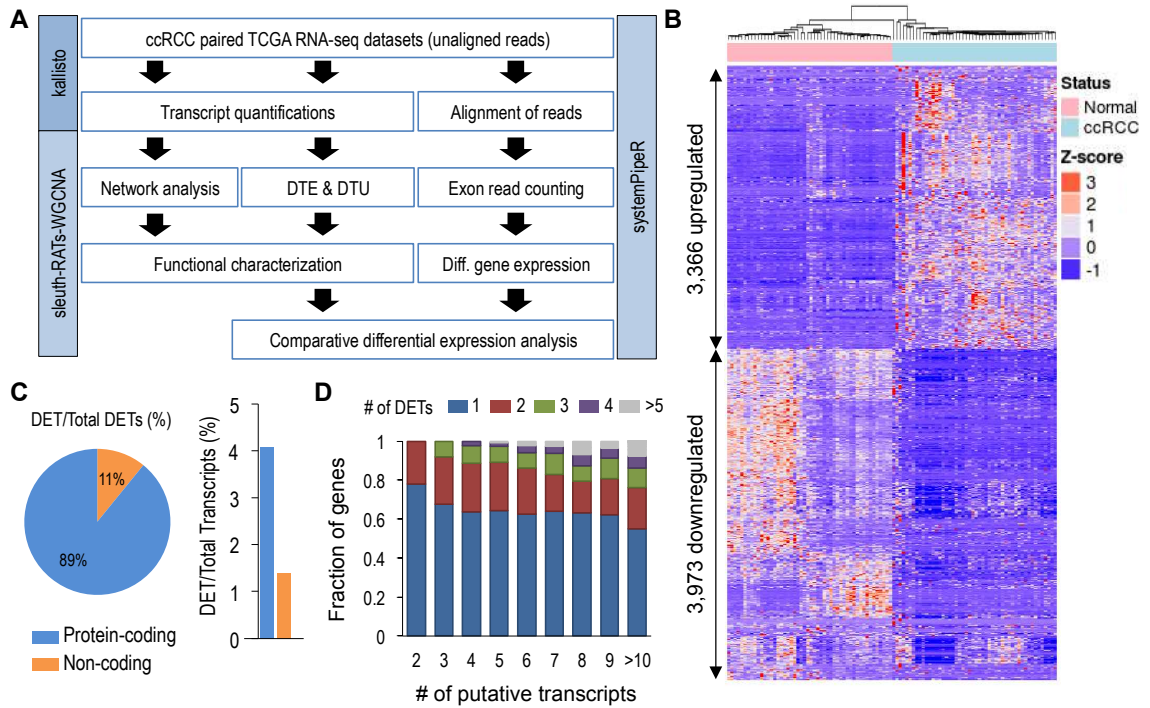 A
kallisto
sleuth-RATs-WGCNA
ccRCC paired TCGA RNA-seq datasets (unaligned reads)
Transcript quantifications
Alignment of reads
Network analysis
DTE & DTU
Exon read counting
Functional characterization
Diff. gene expression
Comparative differential expression analysis
systemPipeR
B
3,366 upregulated
3,973 downregulated
Status
Normal
ccRCC
Z-score
3
2
1
0
-1
C
DET/Total DETs (%)
11%
89%
Protein-coding
Non-coding
DET/Total Transcripts (%)
5
4
3
2
1
0
D
# of DETs
1
2
3
4
>5
Fraction of genes
1
0.8
0.6
0.4
0.2
0
2 3 4 5 6 7 8 9 >10
# of putative transcripts